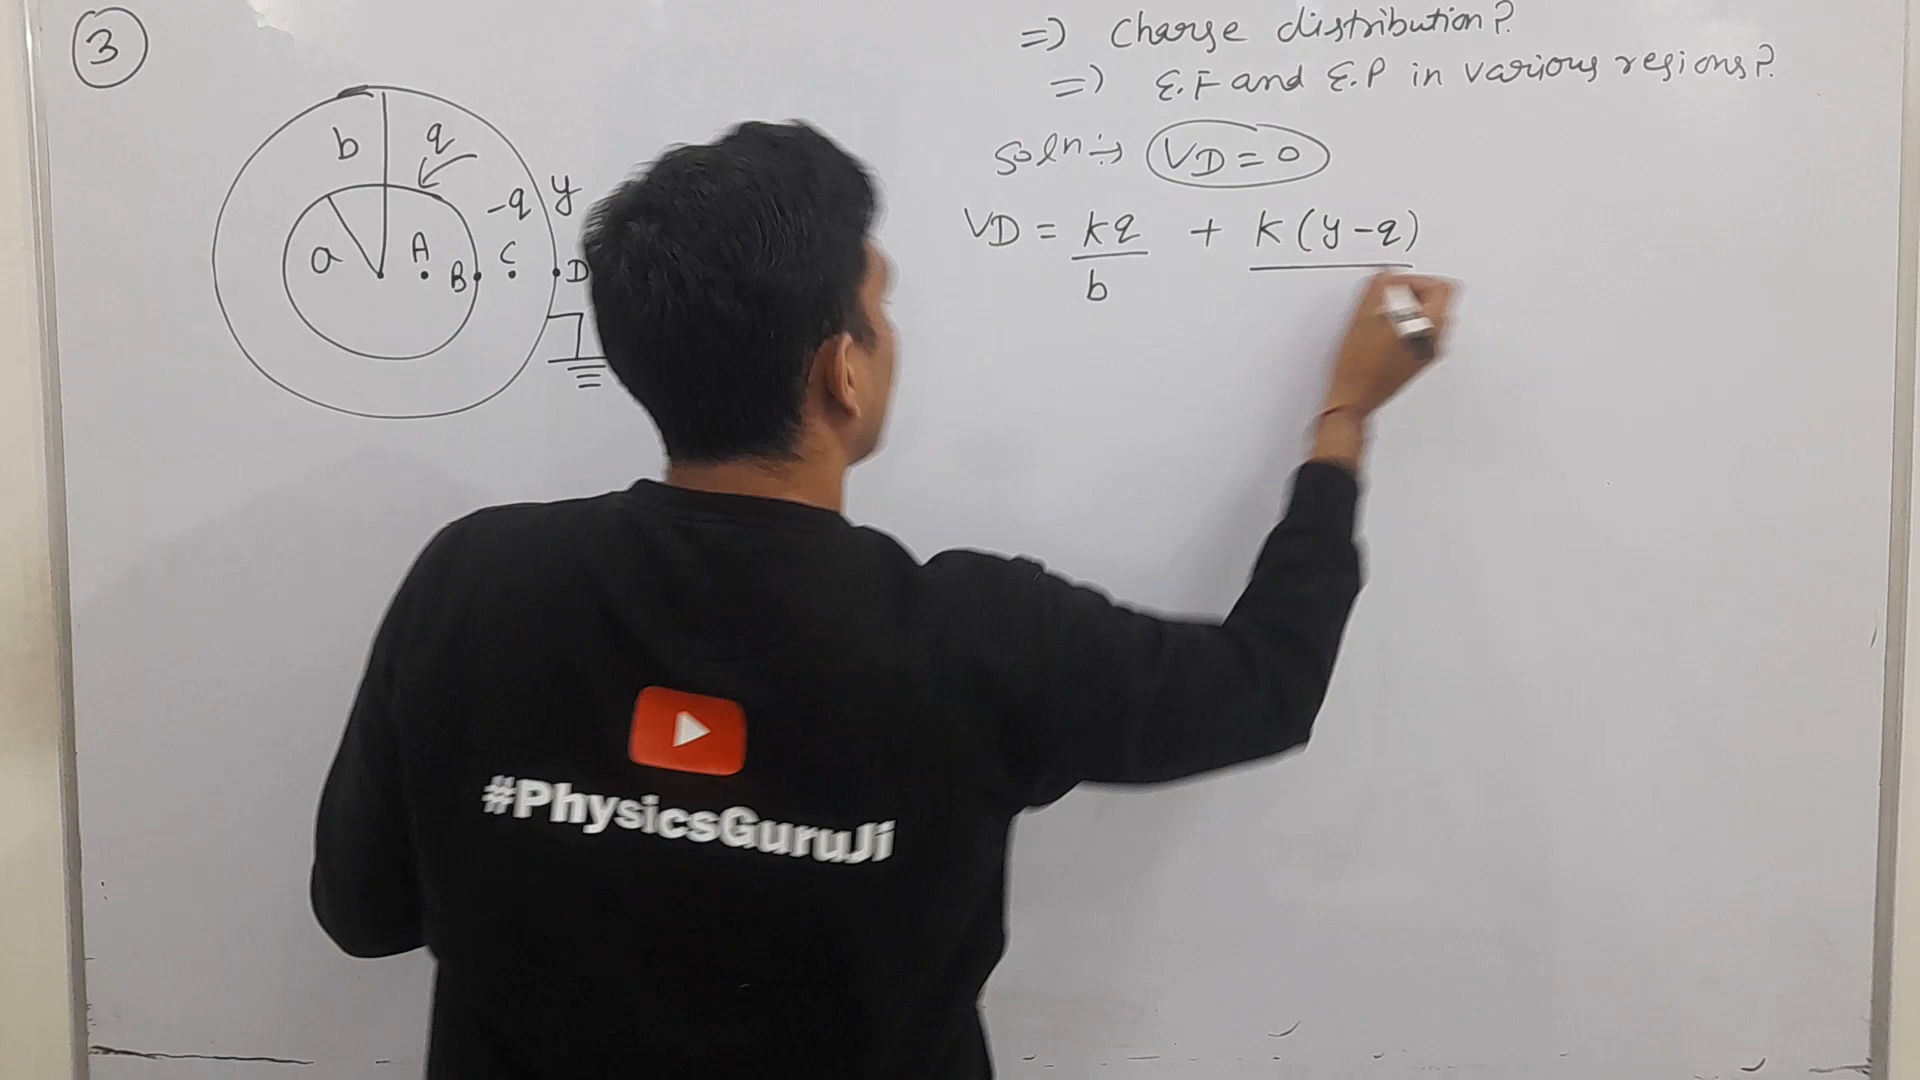 3
=) Charge distribution?
=) E.F and E.P in various regions?
Soln :→ VD = 0
VD = kq/b + K(y-q)
b
q
-q
y
a
A
B
C
D
#PhysicsGuruJi